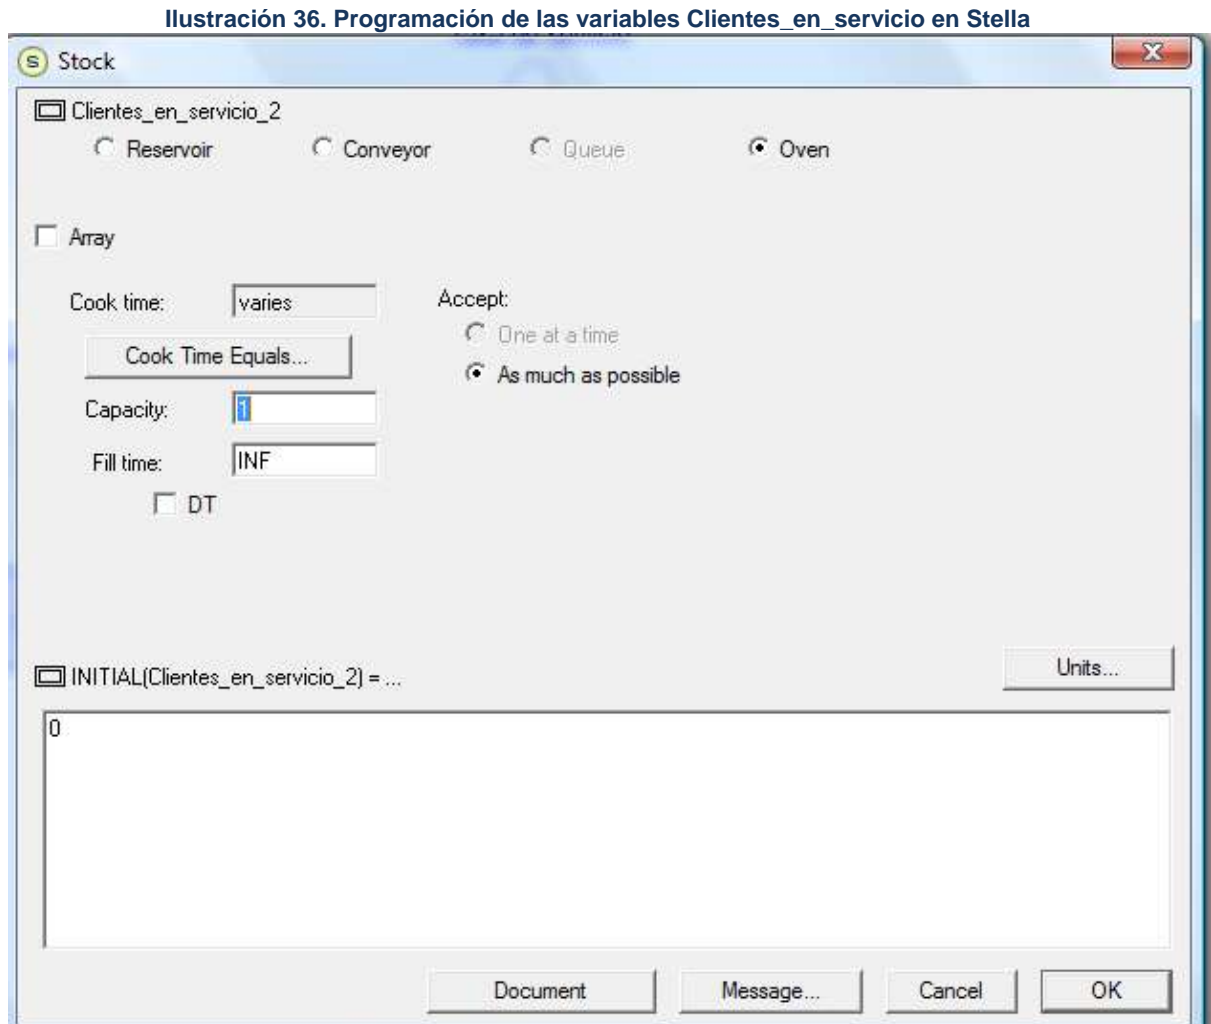 Ilustración 36. Programación de las variables Clientes_en_servicio en Stella
s Stock
Clientes_en_servicio_2
Reservoir Conveyor Queue Oven
Array
Cook time: varies Accept:
One at a time
Cook Time Equals...
As much as possible
Capacity: 1
Fill time: INF
DT
Units...
INITIAL(Clientes_en_servicio_2) = ...
0
Document Message... Cancel OK